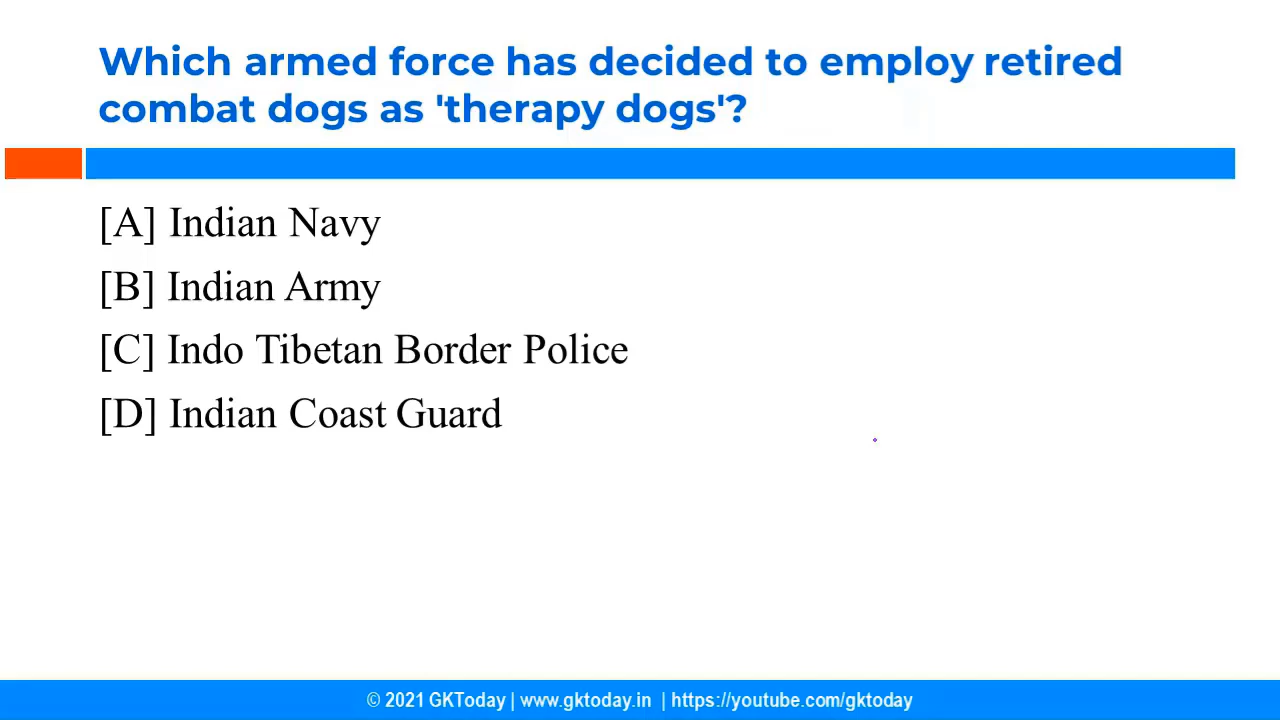 Which armed force has decided to employ retired
combat dogs as 'therapy dogs'?
[A] Indian Navy
[B] Indian Army
[C] Indo Tibetan Border Police
[D] Indian Coast Guard
© 2021 GKToday | www.gktoday.in | https://youtube.com/gktoday